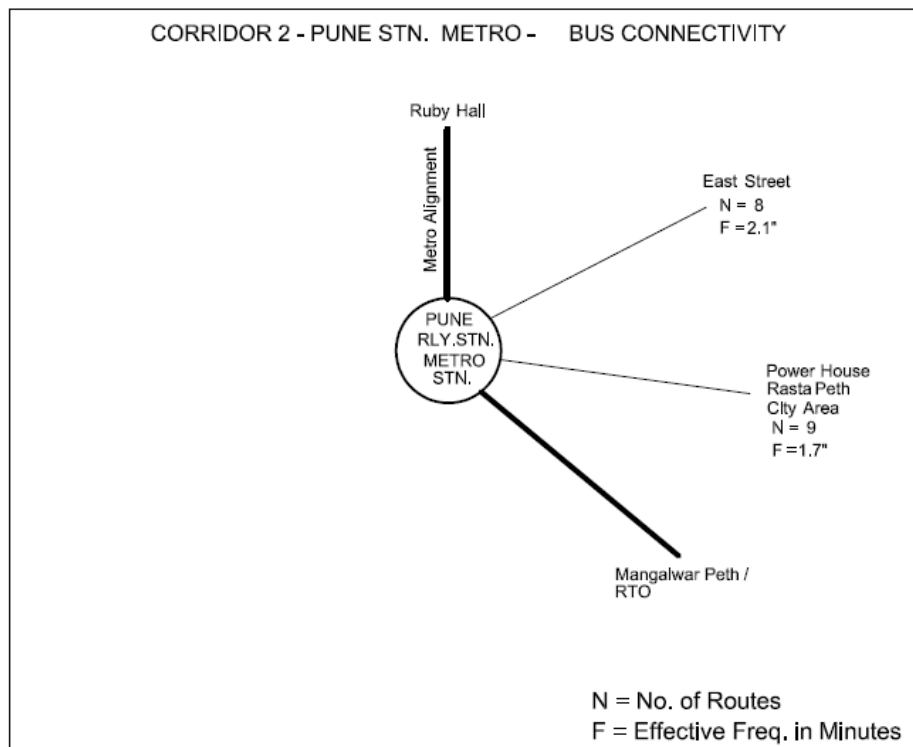 CORRIDOR 2 - PUNE STN. METRO - BUS CONNECTIVITY
Ruby Hall
Metro Alignment
East Street
N = 8
F =2.1"
PUNE
RLY.STN.
METRO
STN.
Power House
Rasta Peth
City Area
N = 9
F =1.7"
Mangalwar Peth /
RTO
N = No. of Routes
F = Effective Freq. in Minutes